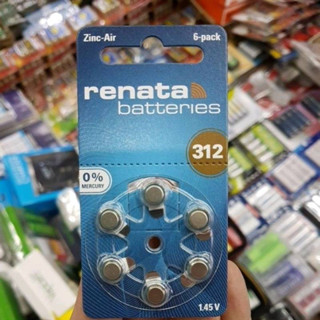 Zinc-Air 6-pack
renata
batteries
312
0%
MERCURY
1.45 V